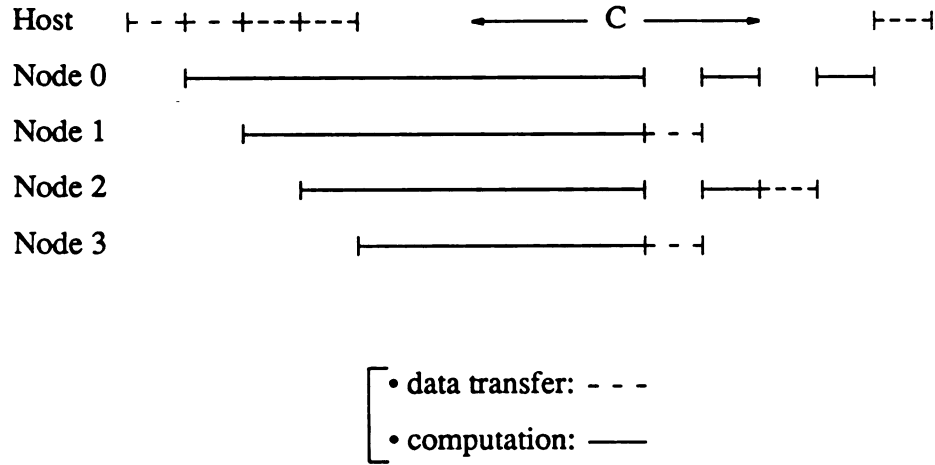 Host C
Node 0
Node 1
Node 2
Node 3
• data transfer:
• computation: